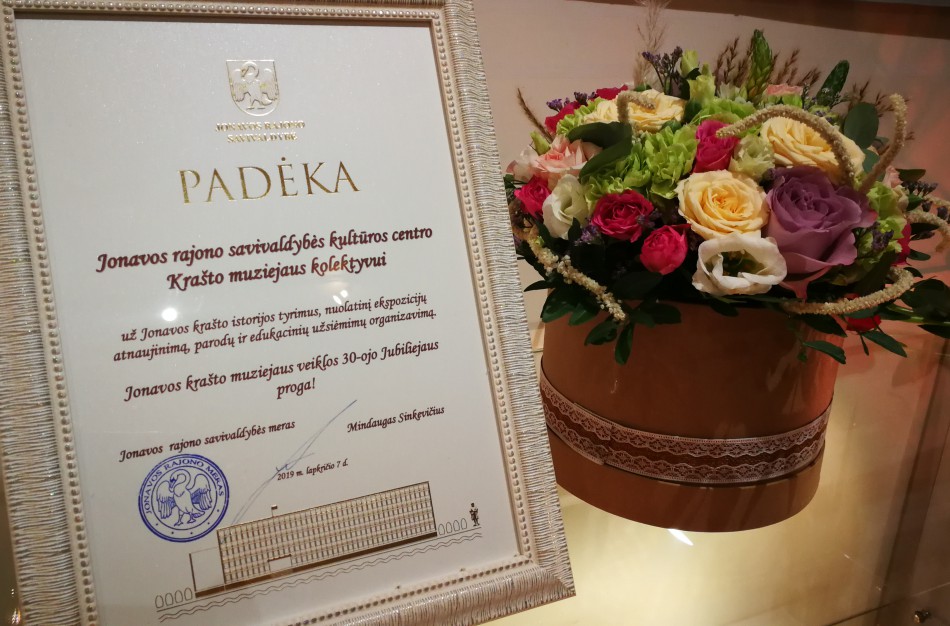 JONAVOS RAJONO
SAVIVALDYBĖ
PADĖKA
Jonavos rajono savivaldybės kultūros centro
Krašto muziejaus kolektyvui
už Jonavos krašto istorijos tyrimus, nuolatinį ekspozicijų
atnaujinimą, parodų ir edukacinių užsiėmimų organizavimą.
Jonavos krašto muziejaus veiklos 30-ojo Jubiliejaus
proga!
Jonavos rajono savivaldybės meras Mindaugas Sinkevičius
2019 m. lapkričio 7 d.
JONAVOS RAJONO MERAS